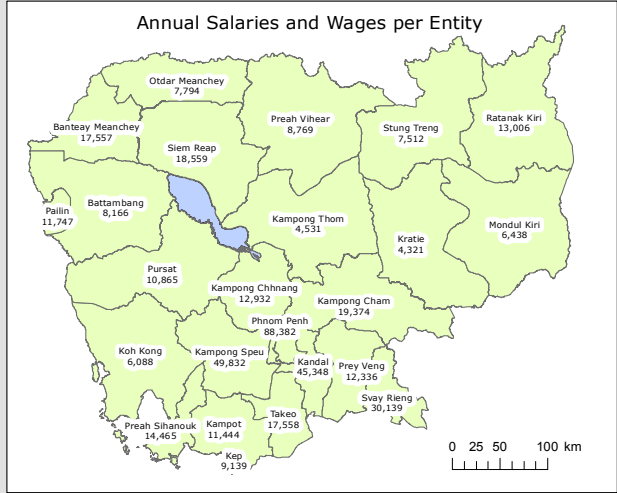 Annual Salaries and Wages per Entity
Otdar Meanchey
7,794
Banteay Meanchey
17,557
Siem Reap
18,559
Preah Vihear
8,769
Stung Treng
7,512
Ratanak Kiri
13,006
Battambang
8,166
Pailin
11,747
Kampong Thom
4,531
Kratie
4,321
Mondul Kiri
6,438
Pursat
10,865
Kampong Chhnang
12,932
Kampong Cham
19,374
Phnom Penh
88,382
Koh Kong
6,088
Kampong Speu
49,832
Kandal
45,348
Prey Veng
12,336
Svay Rieng
30,139
Preah Sihanouk
14,465
Kampot
11,444
Takeo
17,558
Kep
9,139
0 25 50 100 km